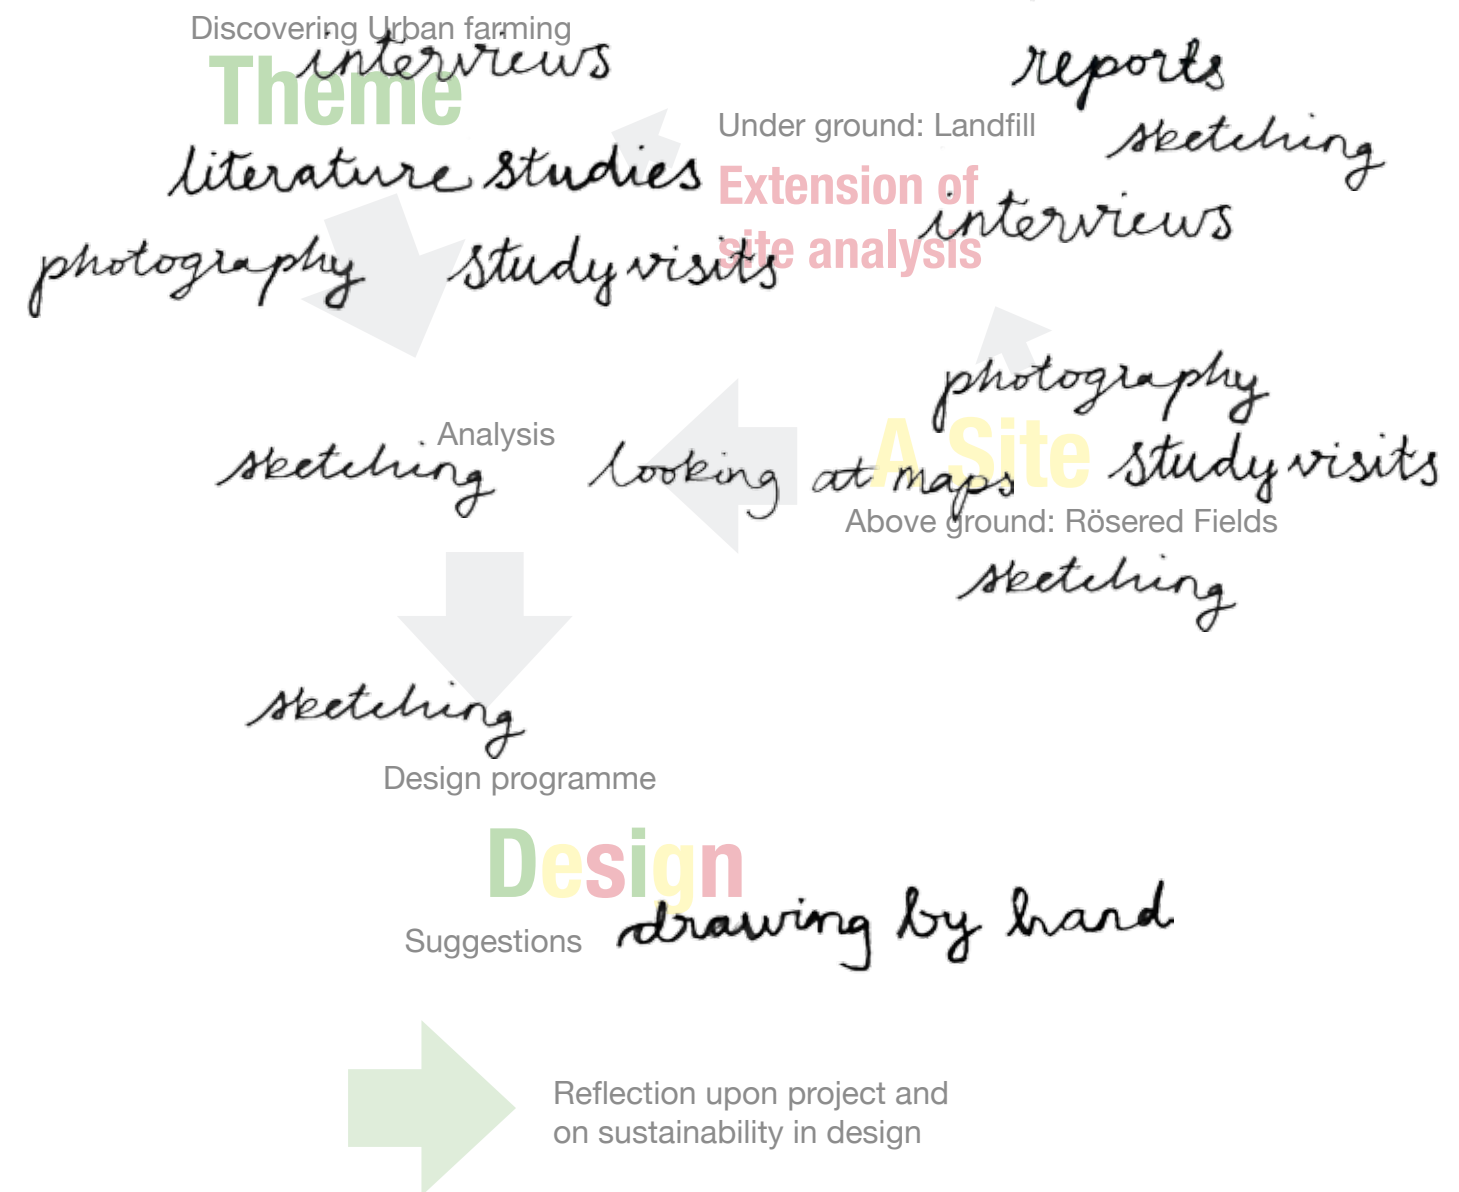 Discovering Urban farming
interviews
Theme
literature studies
photography
study visits
reports
Under ground: Landfill
sketching
Extension of
site analysis
interviews
photography
A Site
study visits
looking at maps
Above ground: Rösered Fields
sketching
Analysis
sketching
sketching
Design programme
Design
Suggestions
drawing by hand
Reflection upon project and
on sustainability in design